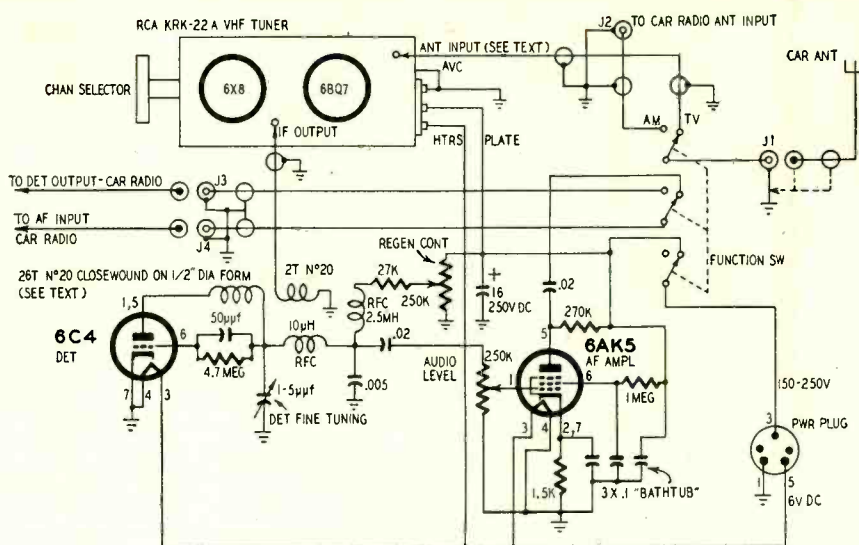 RCA KRK-22 A VHF TUNER
J2
TO CAR RADIO ANT INPUT
ANT INPUT (SEE TEXT)
CAR ANT
AVC
CHAN SELECTOR
6X8
6BQ7
AM
TV
IF OUTPUT
HTRS
PLATE
J1
TO DET OUTPUT-CAR RADIO
J3
TO AF INPUT
CAR RADIO
J4
REGEN CONT
FUNCTION SW
26T Nº20 CLOSEWOUND ON 1/2" DIA FORM
(SEE TEXT)
2T Nº20
27K
250K
+
16
250V DC
.02
1,5
RFC
2.5MH
270K
50µµf
10µH
5
6C4
DET
6
.02
6AK5
AF AMPL
4.7 MEG
RFC
AUDIO
LEVEL
250K
1
6
150-250V
1-5µµf
.005
1 MEG
3
PWR PLUG
7
4
3
DET FINE TUNING
3
4
2,7
1.5K
3 X .1 "BATHTUB"
1
5
6V DC